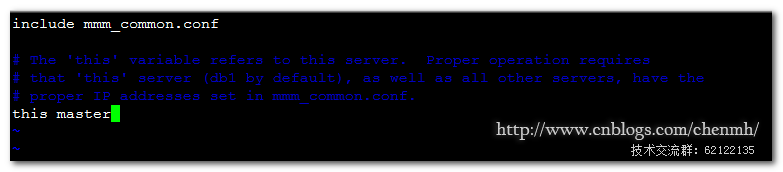 include mmm_common.conf
# The 'this' variable refers to this server.  Proper operation requires
# that 'this' server (db1 by default), as well as all other servers, have the
# proper IP addresses set in mmm_common.conf.
this master
~
~
http://www.cnblogs.com/chenmh/
技术交流群：62122135